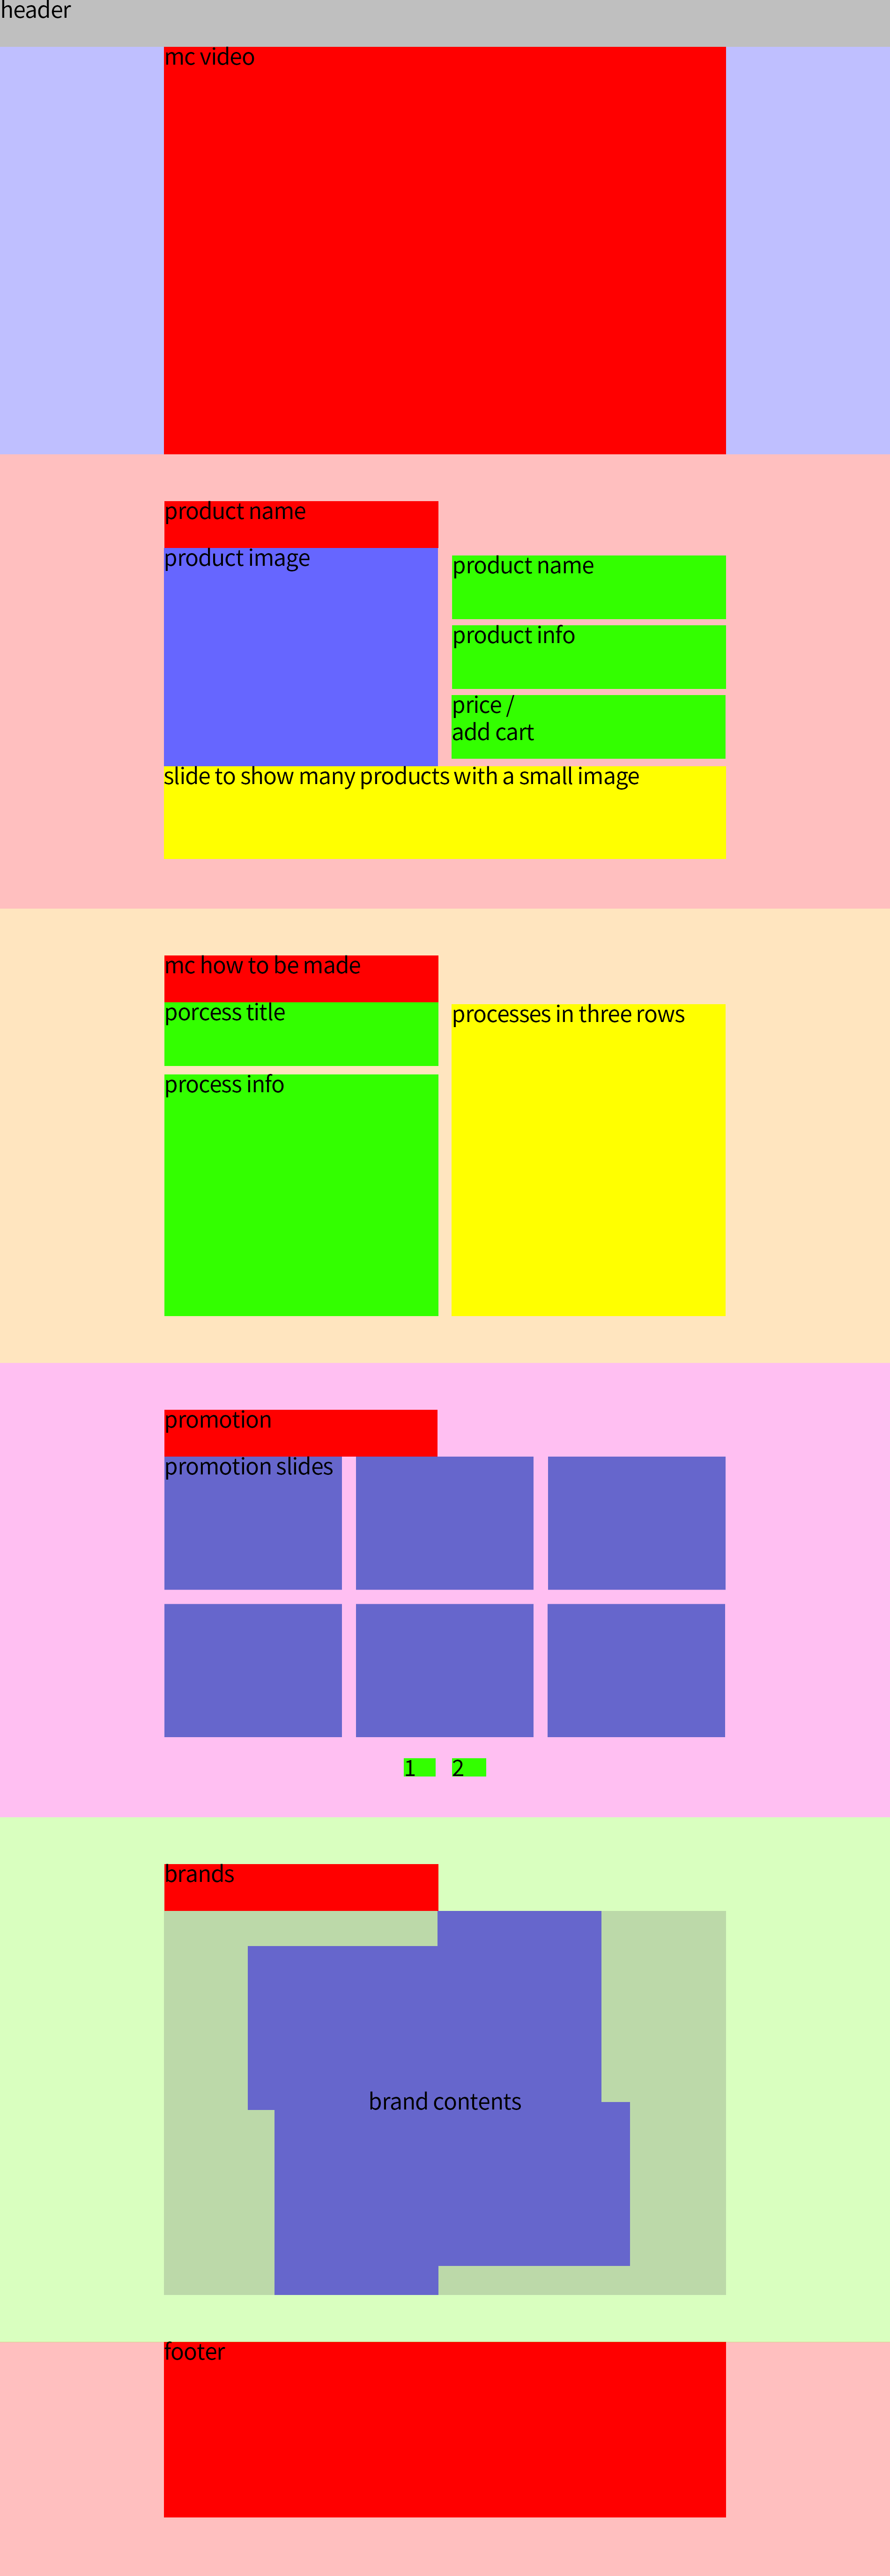 header
mc video
product name
product image
product name
product info
price /
add cart
slide to show many products with a small image
mc how to be made
porcess title
processes in three rows
process info
promotion
promotion slides
1
2
brands
brand contents
footer